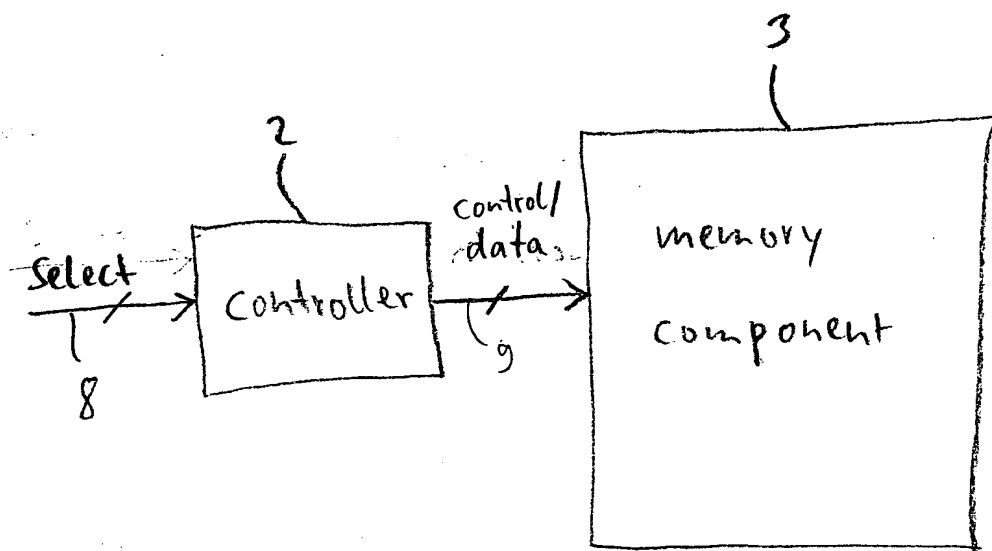 3
2
control/
data
Select
Controller
memory
component
8
9